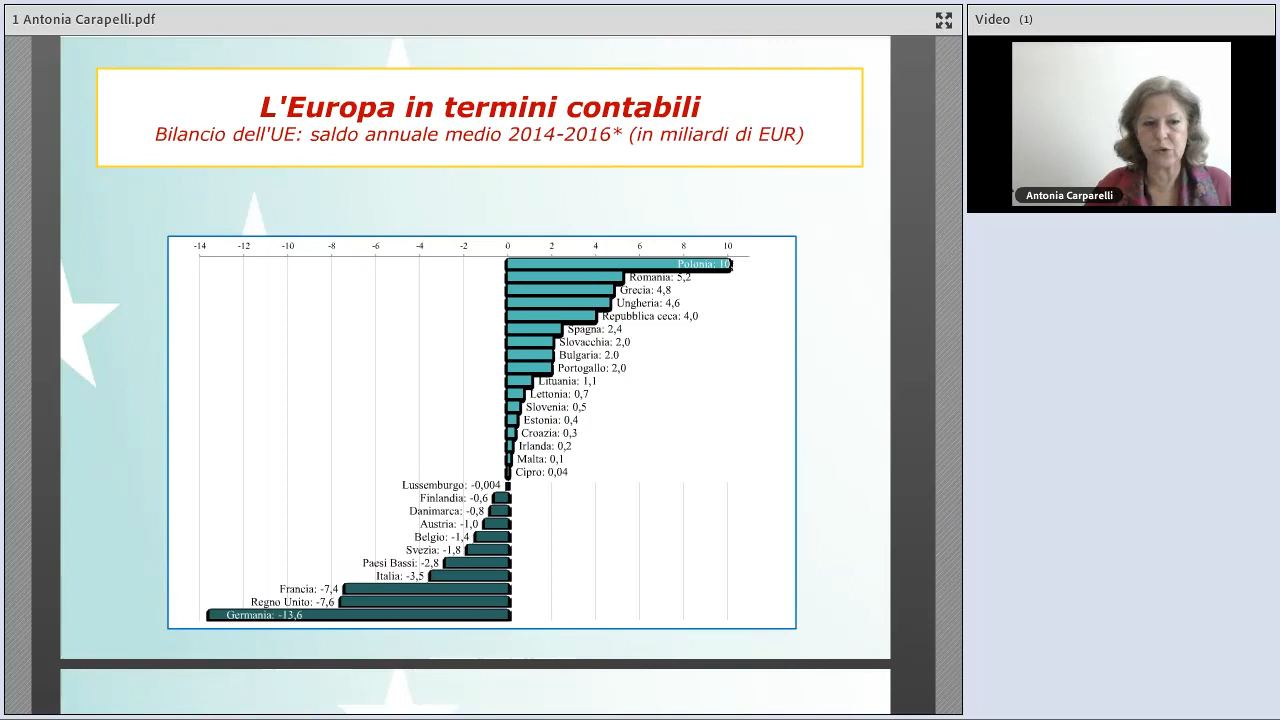 1 Antonia Carapelli.pdf
Video (1)
Antonia Carparelli
L'Europa in termini contabili
Bilancio dell'UE: saldo annuale medio 2014-2016* (in miliardi di EUR)
-14 -12 -10 -8 -6 -4 -2 0 2 4 6 8 10
Polonia: 10
Romania: 5,2
Grecia: 4,8
Ungheria: 4,6
Repubblica ceca: 4,0
Spagna: 2,4
Slovacchia: 2,0
Bulgaria: 2.0
Portogallo: 2,0
Lituania: 1,1
Lettonia: 0,7
Slovenia: 0,5
Estonia: 0,4
Croazia: 0,3
Irlanda: 0,2
Malta: 0,1
Cipro: 0,04
Lussemburgo: -0,004
Finlandia: -0,6
Danimarca: -0,8
Austria: -1,0
Belgio: -1,4
Svezia: -1,8
Paesi Bassi: -2,8
Italia: -3,5
Francia: -7,4
Regno Unito: -7,6
Germania: -13,6